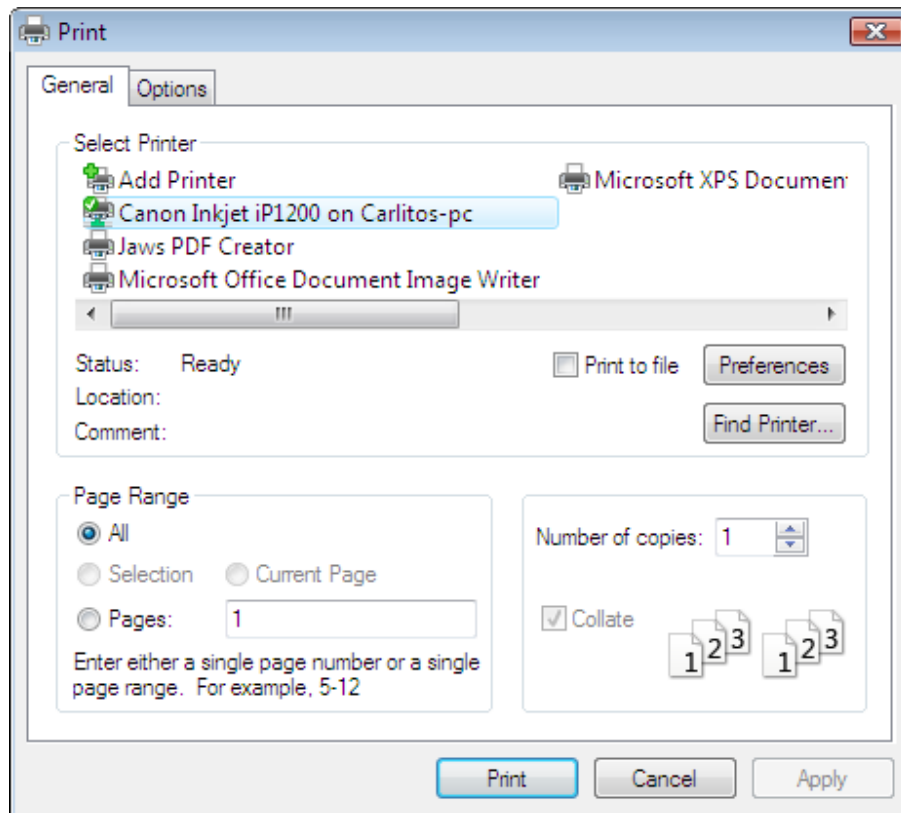 Print
General Options
Select Printer
Add Printer Microsoft XPS Documen
Canon Inkjet iP1200 on Carlitos-pc
Jaws PDF Creator
Microsoft Office Document Image Writer
Status: Ready Print to file Preferences
Location:
Comment: Find Printer...
Page Range
All
Selection Current Page
Pages: 1
Enter either a single page number or a single
page range. For example, 5-12
Number of copies: 1
Collate
1 2 3 1 2 3
Print Cancel Apply